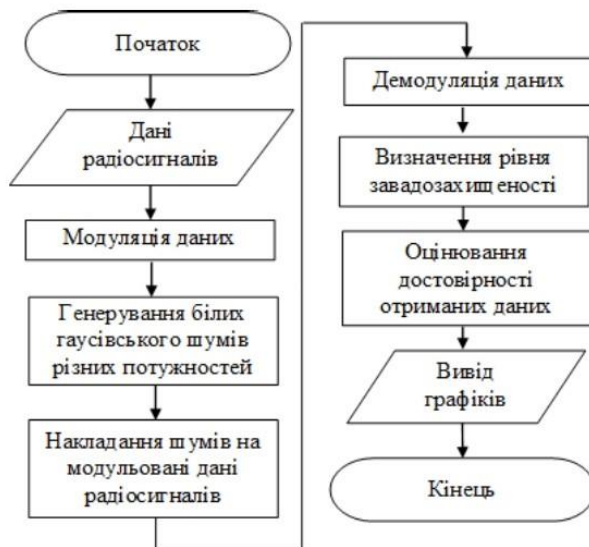 Початок
Дані
радіосигналів
Модуляція даних
Генерування білих
гаусівського шумів
різних потужностей
Накладання шумів на
модульовані дані
радіосигналів
Демодуляція даних
Визначення рівня
завадозахищеності
Оцінювання
достовірності
отриманих даних
Вивід
графіків
Кінець